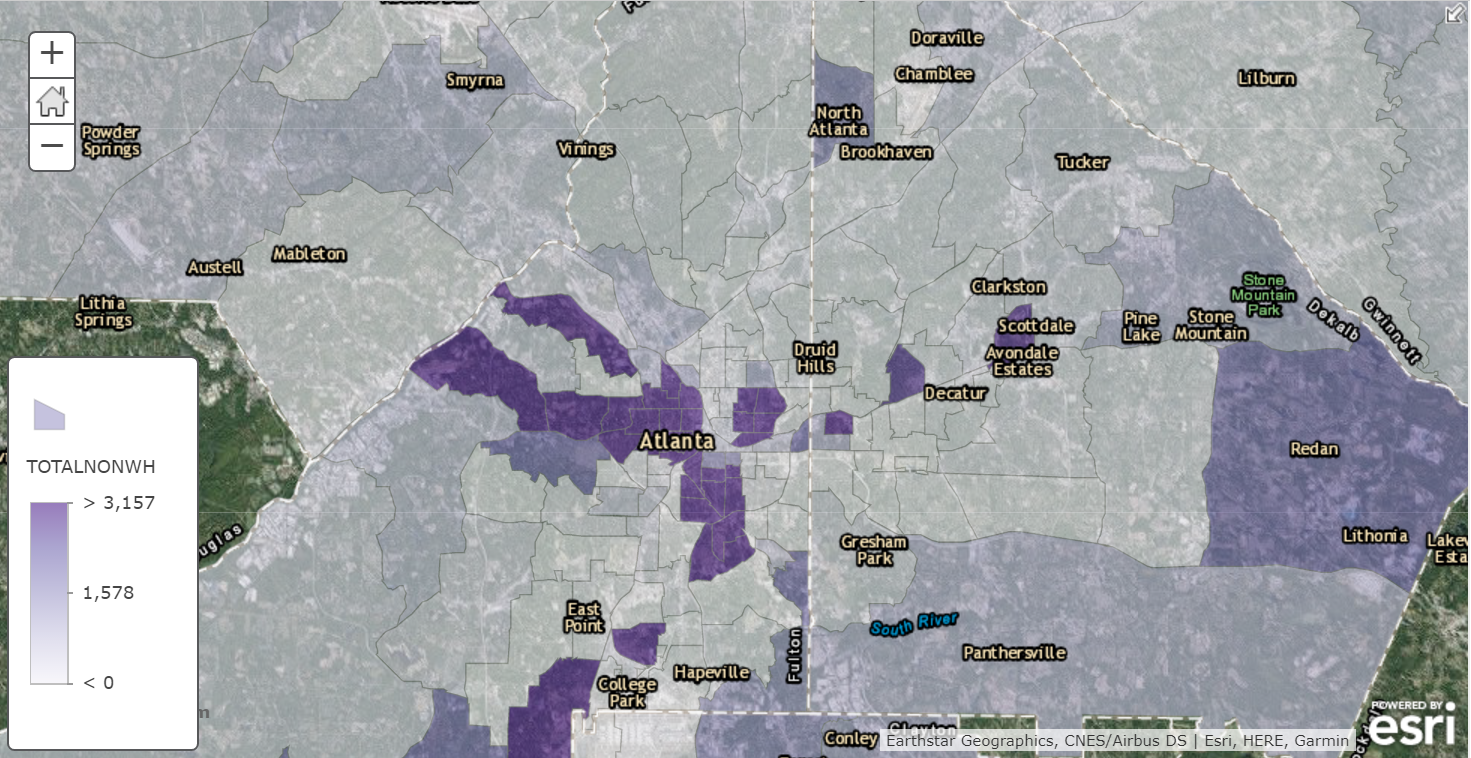 Doraville
Chamblee
Smyrna
Lilburn
North
Atlanta
Powder
Springs
Vinings
Brookhaven
Tucker
Mableton
Austell
Clarkston
Stone
Mountain
Park
Lithia
Springs
Scottdale
Pine
Lake
Stone
Mountain
Dekalb
Gwinnett
Druid
Hills
Avondale
Estates
Decatur
Atlanta
Redan
TOTALNONWH
> 3,157
1,578
< 0
uglas
Gresham
Park
Lithonia
Lakev
Esta
East
Point
South River
Fulton
Panthersville
Hapeville
College
Park
m
Conley
Clayton
ockdal
POWERED BY
esri
Earthstar Geographics, CNES/Airbus DS | Esri, HERE, Garmin